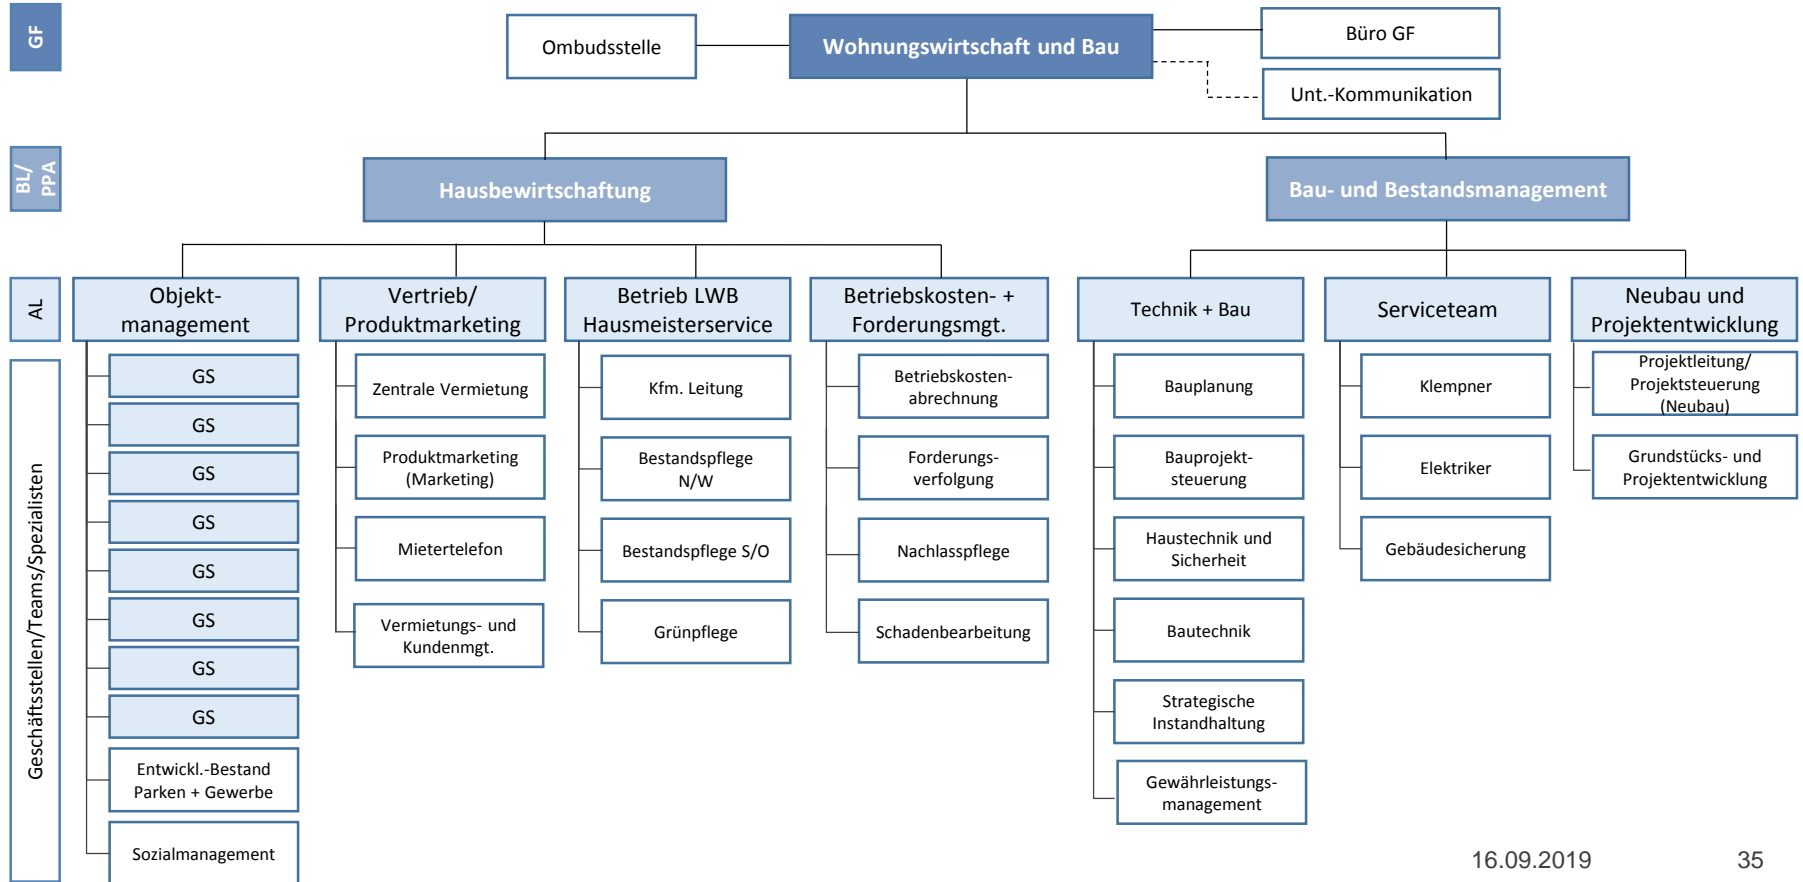 GF
Ombudsstelle
Wohnungswirtschaft und Bau
Büro GF
Unt.-Kommunikation
BL/
PPA
Hausbewirtschaftung
Bau- und Bestandsmanagement
AL
Objekt-
management
Vertrieb/
Produktmarketing
Betrieb LWB
Hausmeisterservice
Betriebskosten- +
Forderungsmgt.
Technik + Bau
Serviceteam
Neubau und
Projektentwicklung
Geschäftsstellen/Teams/Spezialisten
GS
GS
GS
GS
GS
GS
GS
GS
Entwickl.-Bestand
Parken + Gewerbe
Sozialmanagement
Zentrale Vermietung
Produktmarketing
(Marketing)
Mietertelefon
Vermietungs- und
Kundenmgt.
Kfm. Leitung
Bestandspflege
N/W
Bestandspflege S/O
Grünpflege
Betriebskosten-
abrechnung
Forderungs-
verfolgung
Nachlasspflege
Schadenbearbeitung
Bauplanung
Bauprojekt-
steuerung
Haustechnik und
Sicherheit
Bautechnik
Strategische
Instandhaltung
Gewährleistungs-
management
Klempner
Elektriker
Gebäudesicherung
Projektleitung/
Projektsteuerung
(Neubau)
Grundstücks- und
Projektentwicklung
16.09.2019
35